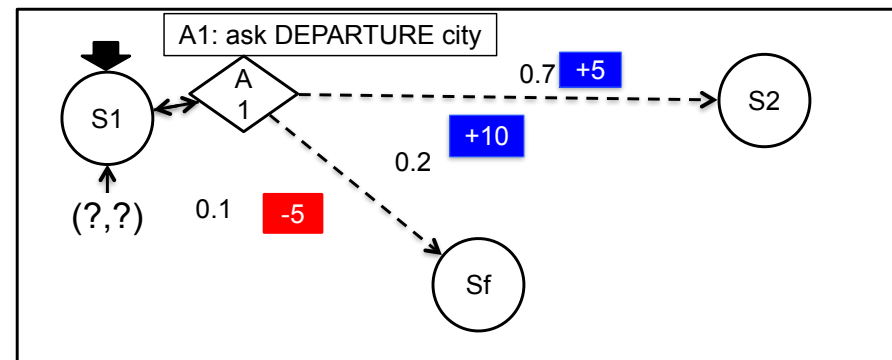 A1: ask DEPARTURE city
S1
A
1
0.7
+5
S2
+10
0.2
(?,?)
0.1
-5
Sf